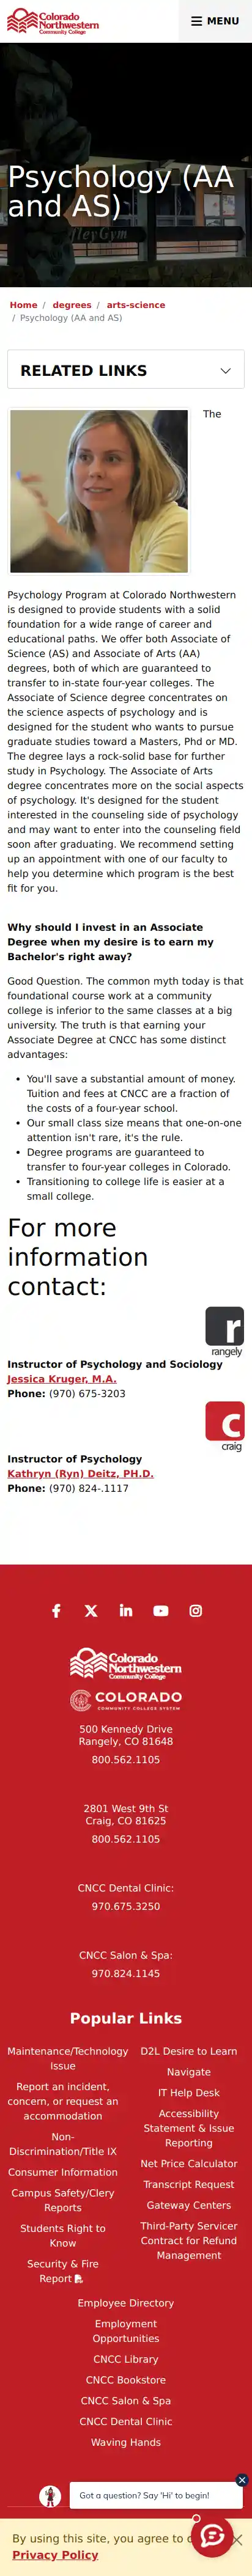 Colorado
Northwestern
Community College
MENU
Psychology (AA
and AS)
Home / degrees / arts-science
/ Psychology (AA and AS)
RELATED LINKS
The
Psychology Program at Colorado Northwestern
is designed to provide students with a solid
foundation for a wide range of career and
educational paths. We offer both Associate of
Science (AS) and Associate of Arts (AA)
degrees, both of which are guaranteed to
transfer to in-state four-year colleges. The
Associate of Science degree concentrates on
the science aspects of psychology and is
designed for the student who wants to pursue
graduate studies toward a Masters, Phd or MD.
The degree lays a rock-solid base for further
study in Psychology. The Associate of Arts
degree concentrates more on the social aspects
of psychology. It's designed for the student
interested in the counseling side of psychology
and may want to enter into the counseling field
soon after graduating. We recommend setting
up an appointment with one of our faculty to
help you determine which program is the best
fit for you.
Why should I invest in an Associate
Degree when my desire is to earn my
Bachelor's right away?
Good Question. The common myth today is that
foundational course work at a community
college is inferior to the same classes at a big
university. The truth is that earning your
Associate Degree at CNCC has some distinct
advantages:
• You'll save a substantial amount of money.
Tuition and fees at CNCC are a fraction of
the costs of a four-year school.
• Our small class size means that one-on-one
attention isn't rare, it's the rule.
• Degree programs are guaranteed to
transfer to four-year colleges in Colorado.
• Transitioning to college life is easier at a
small college.
For more
information
contact:
r
rangely
Instructor of Psychology and Sociology
Jessica Kruger, M.A.
Phone: (970) 675-3203
c
craig
Instructor of Psychology
Kathryn (Ryn) Deitz, PH.D.
Phone: (970) 824-.1117
Colorado
Northwestern
Community College
COLORADO
COMMUNITY COLLEGE SYSTEM
500 Kennedy Drive
Rangely, CO 81648
800.562.1105
2801 West 9th St
Craig, CO 81625
800.562.1105
CNCC Dental Clinic:
970.675.3250
CNCC Salon & Spa:
970.824.1145
Popular Links
Maintenance/Technology
Issue
Report an incident,
concern, or request an
accommodation
Non-
Discrimination/Title IX
Consumer Information
Campus Safety/Clery
Reports
Students Right to
Know
Security & Fire
Report
D2L Desire to Learn
Navigate
IT Help Desk
Accessibility
Statement & Issue
Reporting
Net Price Calculator
Transcript Request
Gateway Centers
Third-Party Servicer
Contract for Refund
Management
Employee Directory
Employment
Opportunities
CNCC Library
CNCC Bookstore
CNCC Salon & Spa
CNCC Dental Clinic
Waving Hands
Got a question? Say 'Hi' to begin!
By using this site, you agree to
Privacy Policy